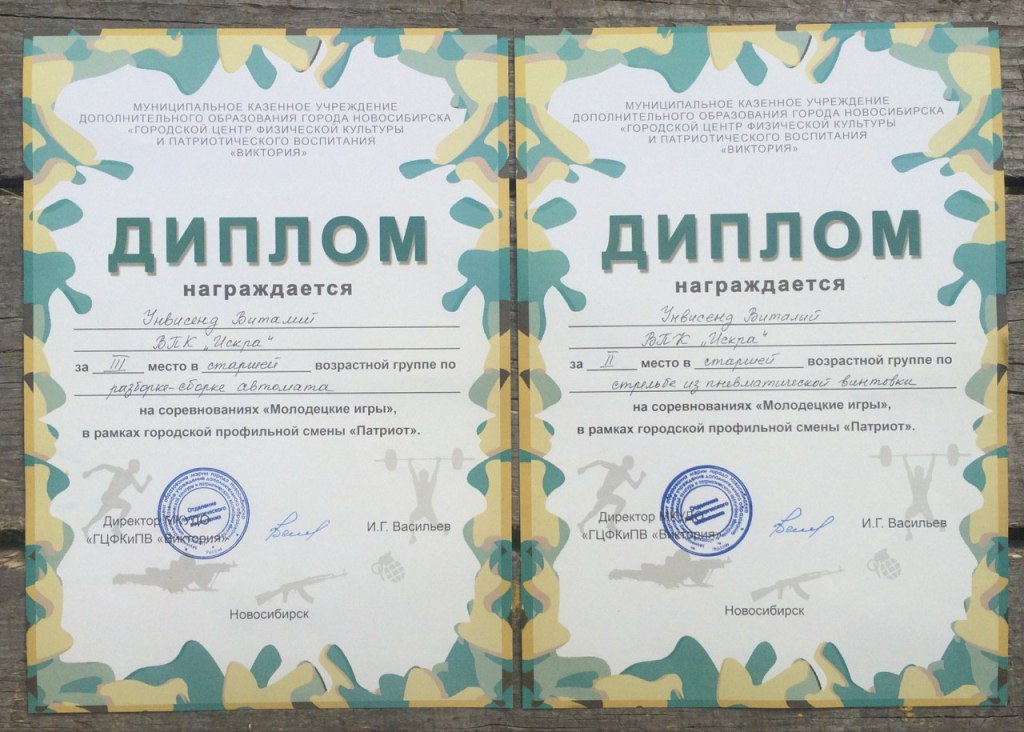 МУНИЦИПАЛЬНОЕ КАЗЕННОЕ УЧРЕЖДЕНИЕ
ДОПОЛНИТЕЛЬНОГО ОБРАЗОВАНИЯ ГОРОДА НОВОСИБИРСКА
«ГОРОДСКОЙ ЦЕНТР ФИЗИЧЕСКОЙ КУЛЬТУРЫ
И ПАТРИОТИЧЕСКОГО ВОСПИТАНИЯ
«ВИКТОРИЯ»
ДИПЛОМ
награждается
Унвисенд Виталий
ВПК „Искра“
за III место в старшей возрастной группе по
разборке-сборке автомата
на соревнованиях «Молодецкие игры»,
в рамках городской профильной смены «Патриот».
Директор МКУДО
«ГЦФКиПВ «Виктория»
И.Г. Васильев
Новосибирск
МУНИЦИПАЛЬНОЕ КАЗЕННОЕ УЧРЕЖДЕНИЕ
ДОПОЛНИТЕЛЬНОГО ОБРАЗОВАНИЯ ГОРОДА НОВОСИБИРСКА
«ГОРОДСКОЙ ЦЕНТР ФИЗИЧЕСКОЙ КУЛЬТУРЫ
И ПАТРИОТИЧЕСКОГО ВОСПИТАНИЯ
«ВИКТОРИЯ»
ДИПЛОМ
награждается
Унвисенд Виталий
ВПК „Искра“
за II место в старшей возрастной группе по
стрельбе из пневматической винтовки
на соревнованиях «Молодецкие игры»,
в рамках городской профильной смены «Патриот».
Директор МКУДО
«ГЦФКиПВ «Виктория»
И.Г. Васильев
Новосибирск